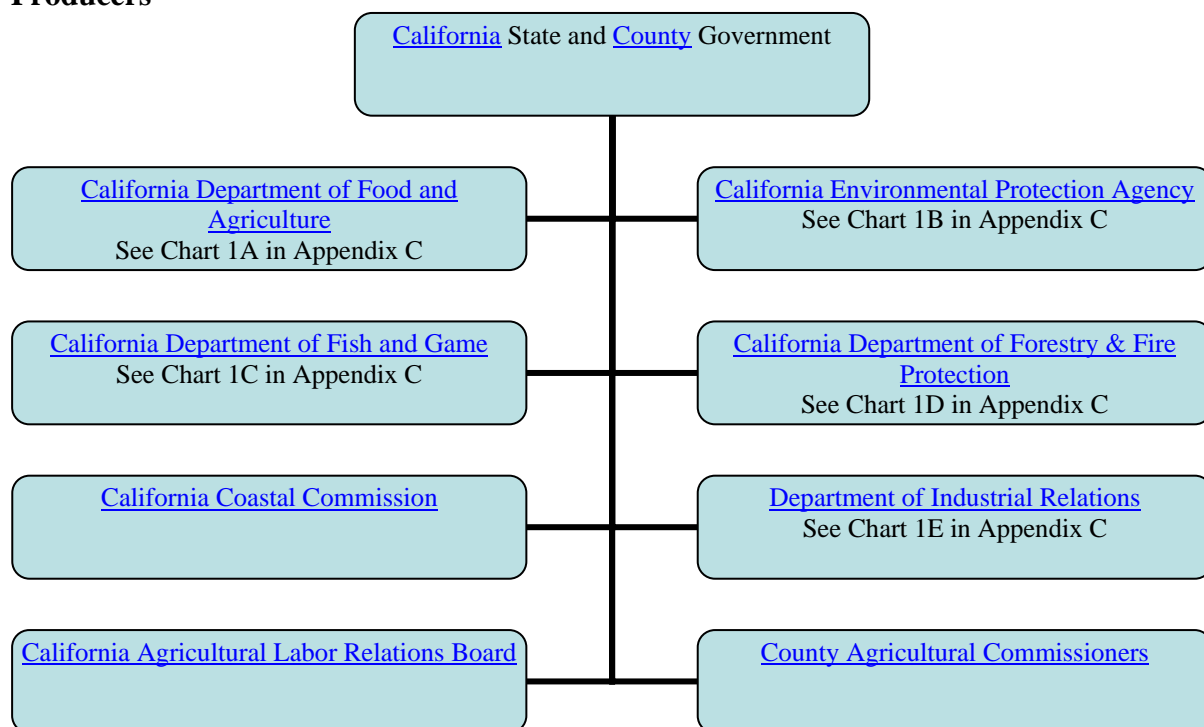 Producers
California State and County Government
California Department of Food and
Agriculture
See Chart 1A in Appendix C
California Environmental Protection Agency
See Chart 1B in Appendix C
California Department of Fish and Game
See Chart 1C in Appendix C
California Department of Forestry & Fire
Protection
See Chart 1D in Appendix C
California Coastal Commission
Department of Industrial Relations
See Chart 1E in Appendix C
California Agricultural Labor Relations Board
County Agricultural Commissioners